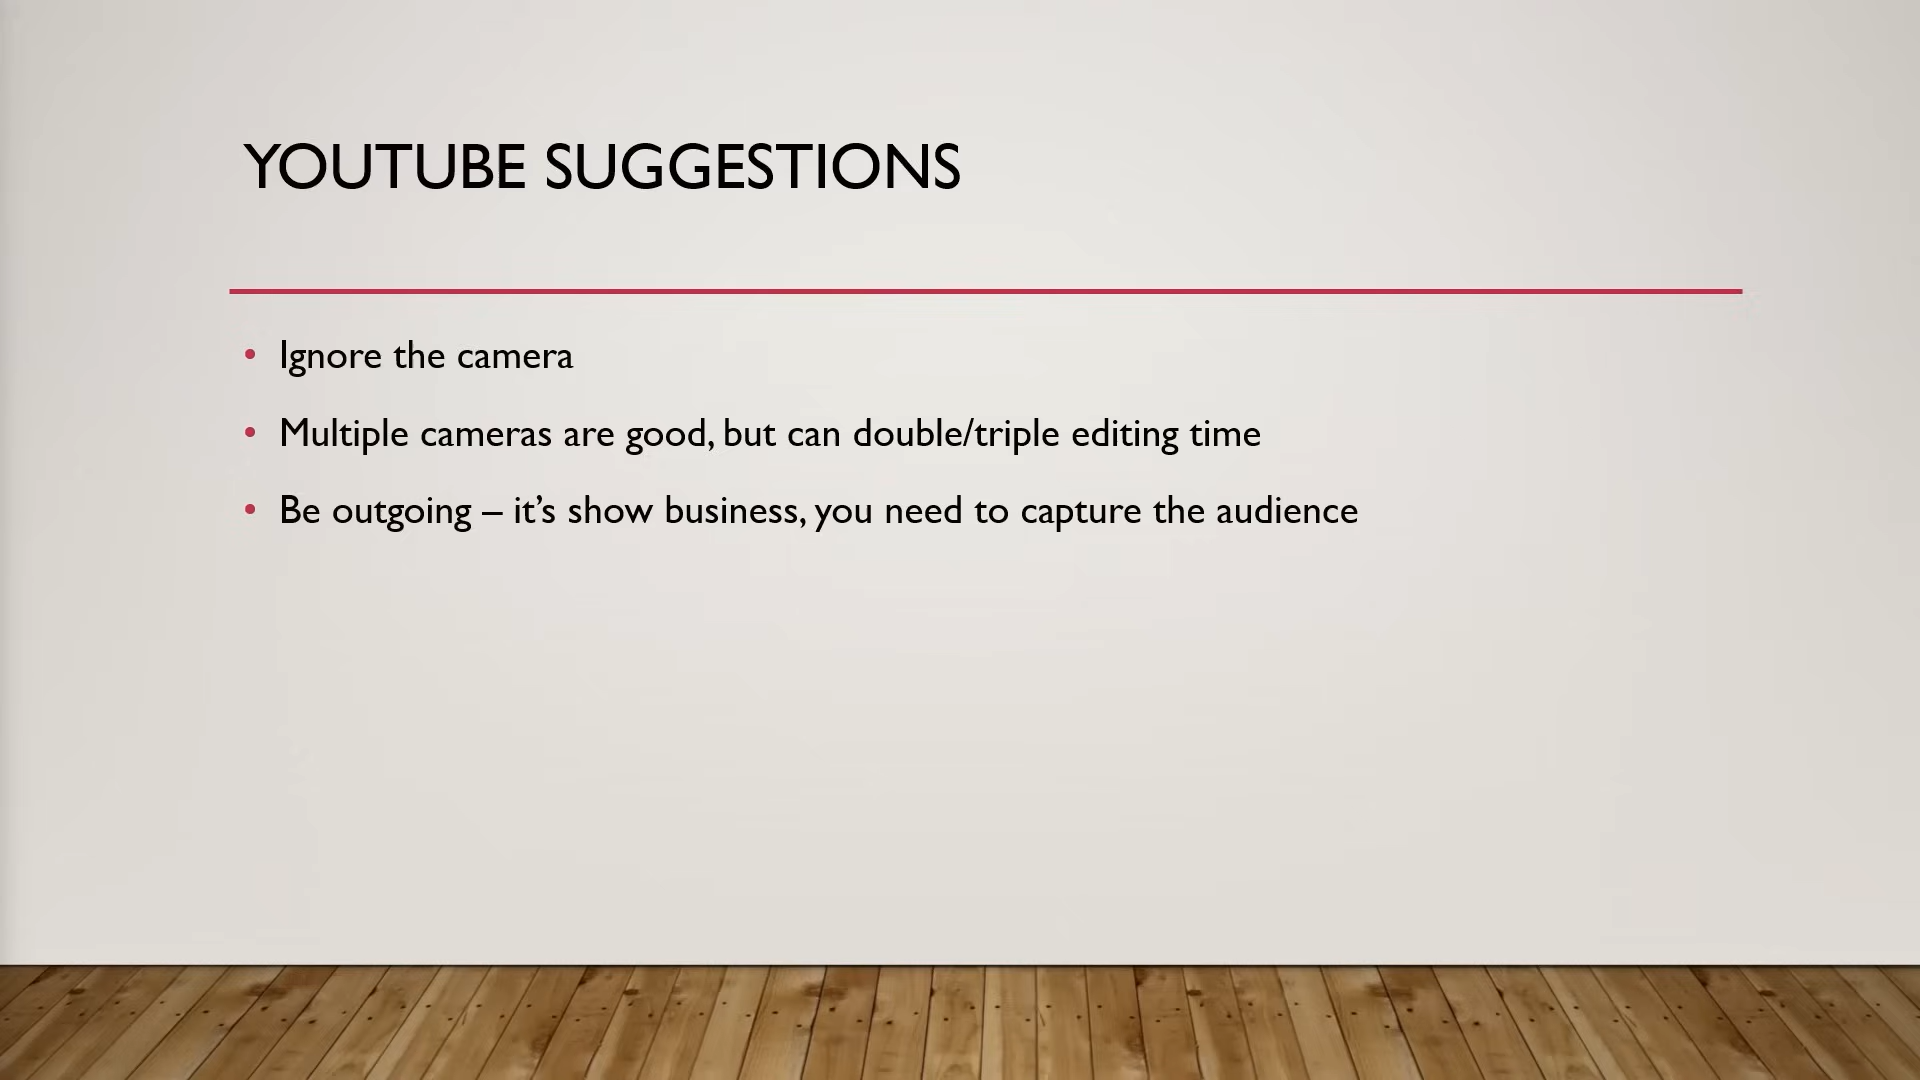 YOUTUBE SUGGESTIONS
• Ignore the camera
• Multiple cameras are good, but can double/triple editing time
• Be outgoing – it’s show business, you need to capture the audience